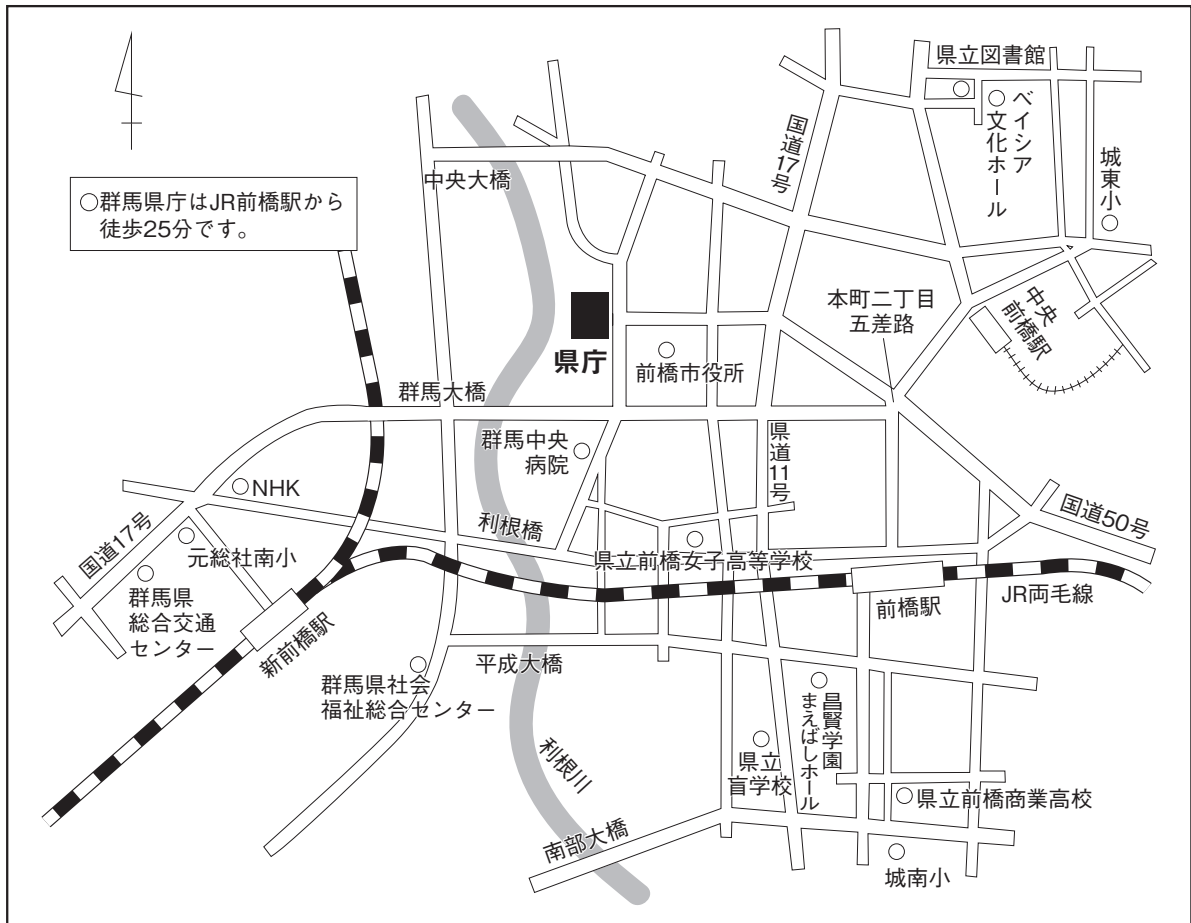 県立図書館
ベイシア
文化ホール
国道17号
城東小
中央大橋
○群馬県庁はJR前橋駅から
徒歩25分です。
本町二丁目
五差路
中央
前橋駅
県庁
前橋市役所
群馬大橋
群馬中央
病院
県道11号
NHK
利根橋
国道50号
国道17号
元総社南小
県立前橋女子高等学校
群馬県
総合交通
センター
新前橋駅
前橋駅
JR両毛線
平成大橋
群馬県社会
福祉総合センター
昌賢学園
まえばしホール
利根川
県立
盲学校
県立前橋商業高校
南部大橋
城南小